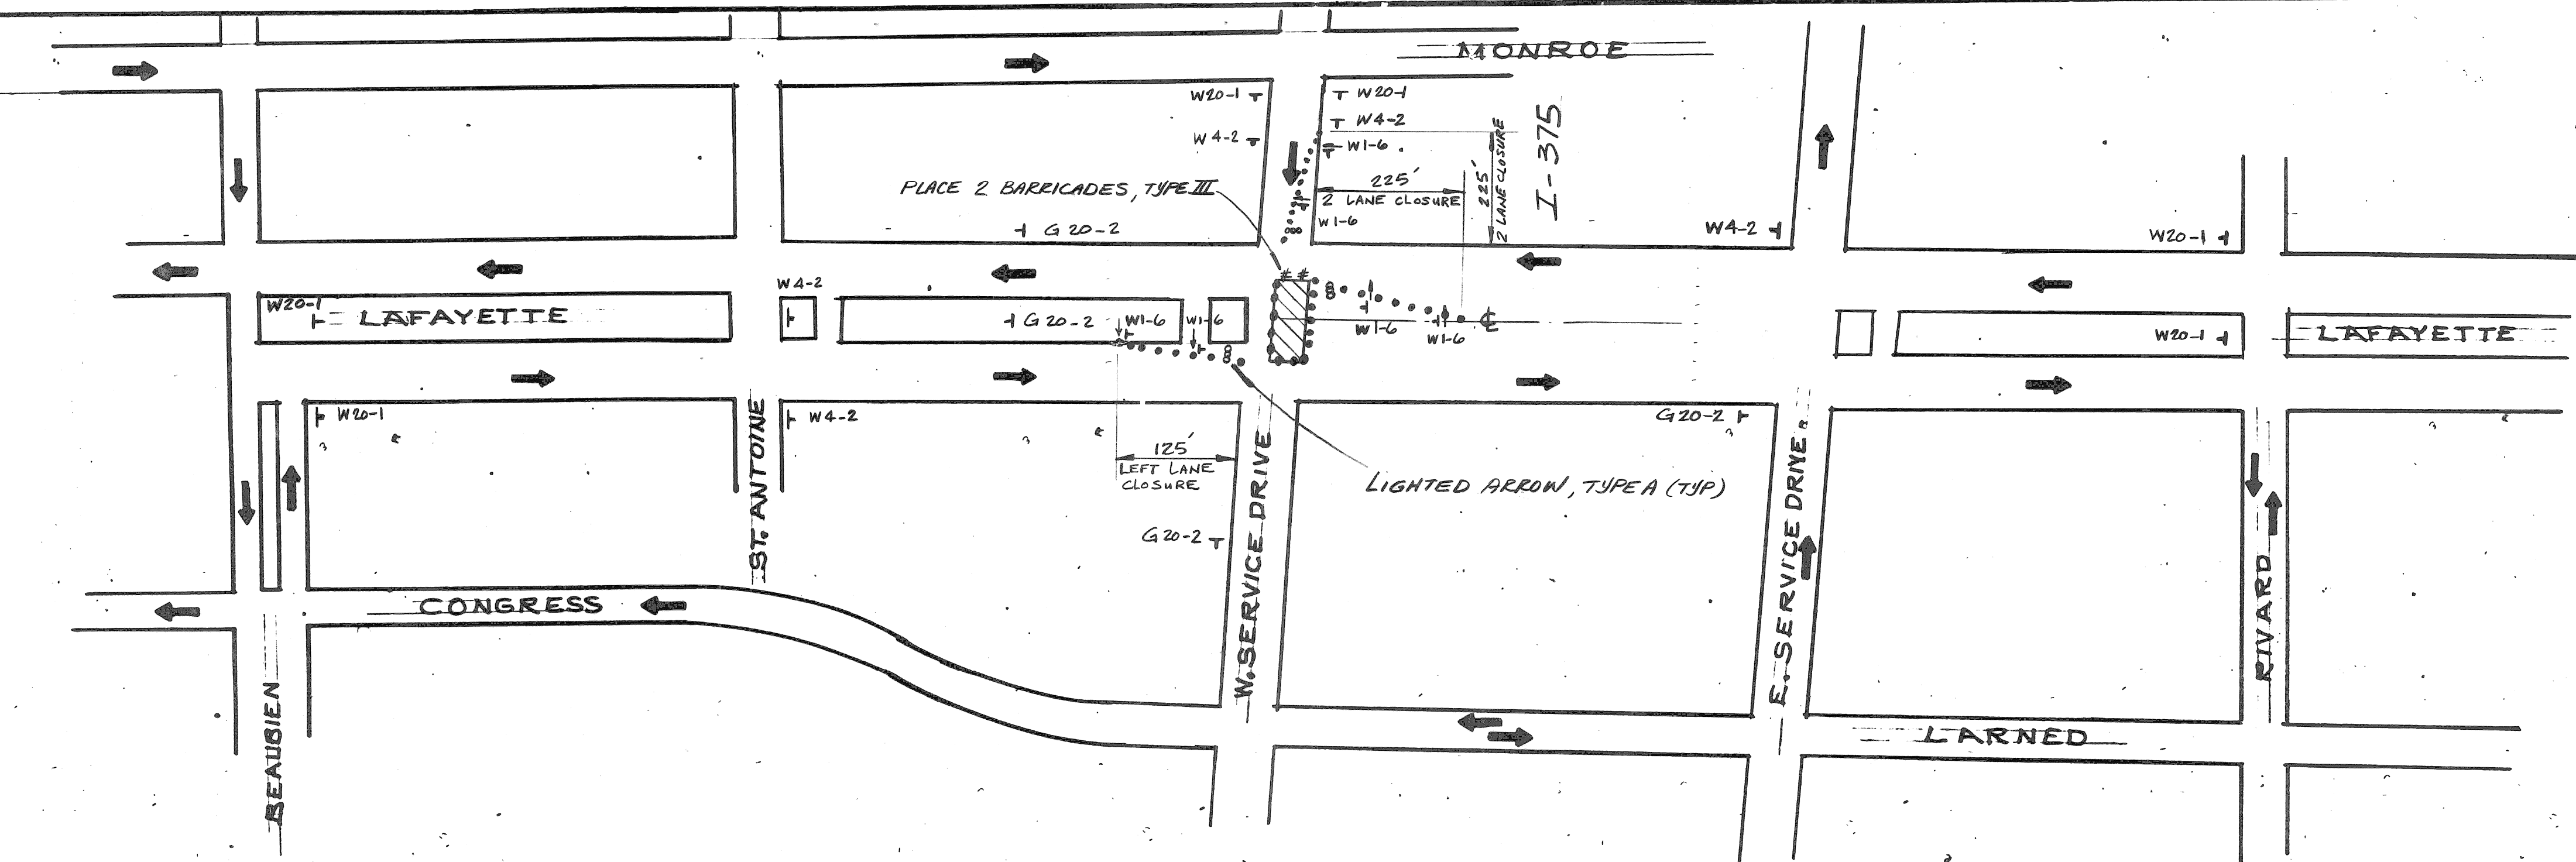 MONROE
W20-1
W20-1
W4-2
W4-2
W1-6
I-375
225'
2 LANE CLOSURE
225'
2 LANE CLOSURE
PLACE 2 BARRICADES, TYPE III
W1-6
G20-2
W4-2
W20-1
W20-1
LAFAYETTE
W4-2
G20-2
W1-6
W1-6
W1-6
W1-6
℄
W20-1
LAFAYETTE
W20-1
W4-2
G20-2
125'
LEFT LANE
CLOSURE
LIGHTED ARROW, TYPE A (TYP)
G20-2
ST. ANTOINE
W. SERVICE DRIVE
E. SERVICE DRIVE
RIVARD
CONGRESS
LARNED
BEAUBIEN